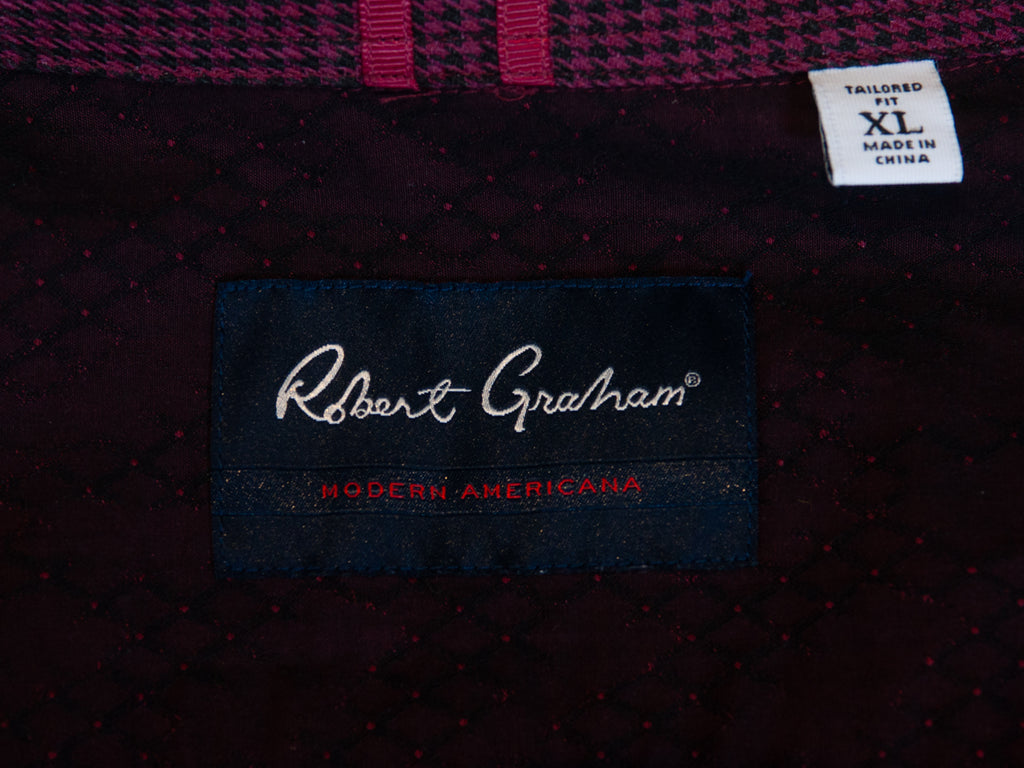 TAILORED
FIT
XL
MADE IN
CHINA
Robert Graham®
MODERN AMERICANA